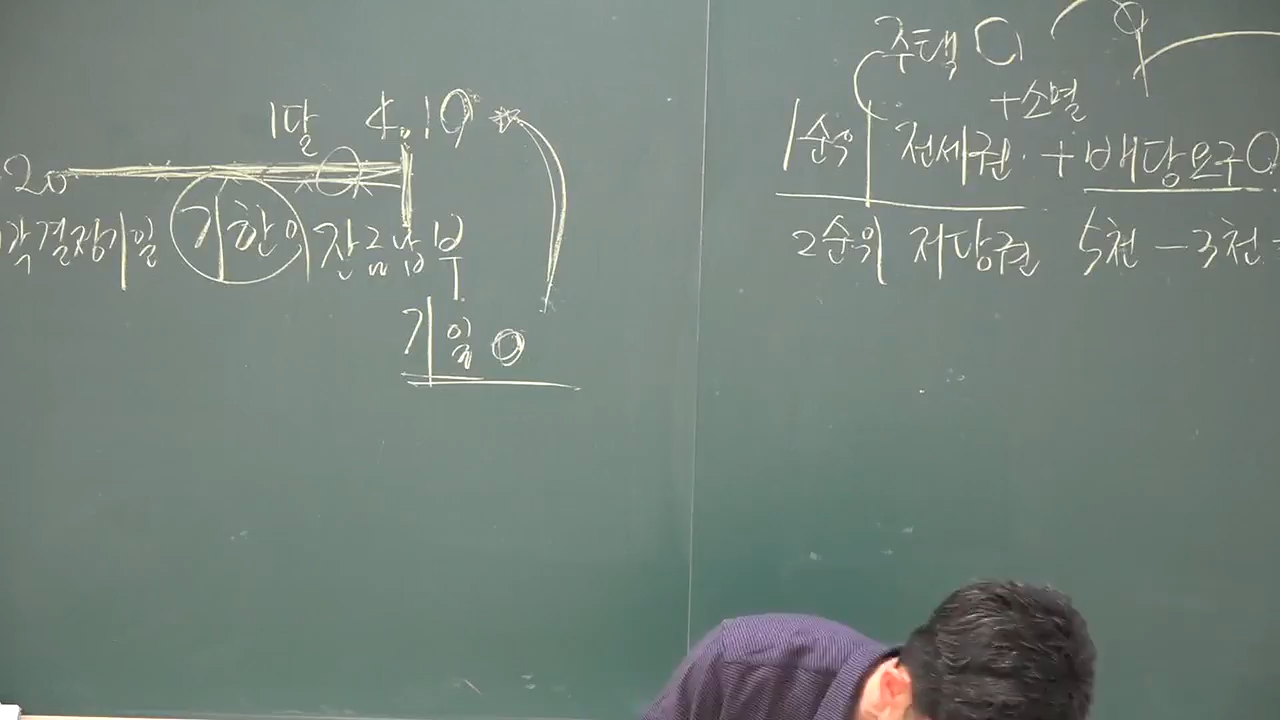 1달 4.10
20
각결정기일 기한 잔금납부
기일 O
주택 O
+소멸
1순위 전세권 + 배당요구O
2순위 저당권 5천 - 3천